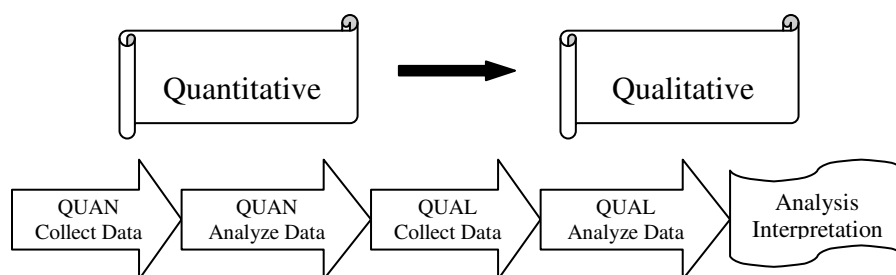 Quantitative
Qualitative
QUAN
Collect Data
QUAN
Analyze Data
QUAL
Collect Data
QUAL
Analyze Data
Analysis
Interpretation